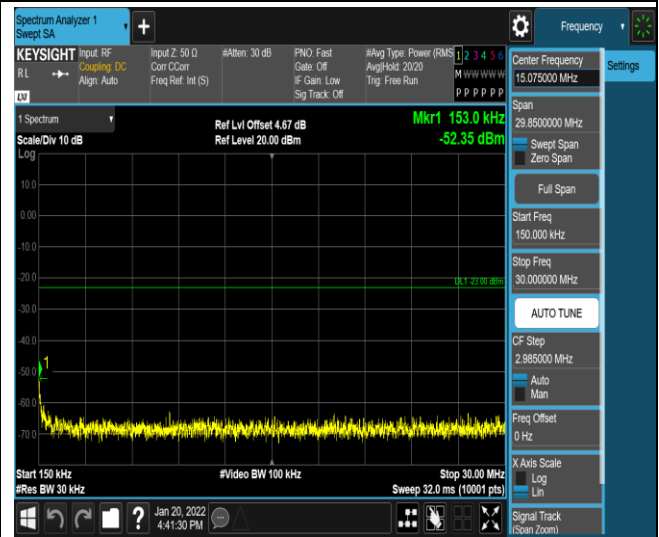 Spectrum Analyzer 1
Swept SA
+
Frequency
KEYSIGHT
RL
LXI
Input: RF
Coupling: DC
Align: Auto
Input Z: 50 Ω
Corr CCorr
Freq Ref: Int (S)
#Atten: 30 dB
PNO: Fast
Gate: Off
IF Gain: Low
Sig Track: Off
#Avg Type: Power (RMS
Avg|Hold: 20/20
Trig: Free Run
1 2 3 4 5 6
M W W W W W
P P P P P P
1 Spectrum
Scale/Div 10 dB
Log
Ref Lvl Offset 4.67 dB
Ref Level 20.00 dBm
Mkr1 153.0 kHz
-52.35 dBm
10.0
0.00
-10.0
-20.0
DL1 -23.00 dBm
-30.0
-40.0
1
-50.0
-60.0
-70.0
Start 150 kHz
#Video BW 100 kHz
Stop 30.00 MHz
#Res BW 30 kHz
Sweep 32.0 ms (10001 pts)
?
Jan 20, 2022
4:41:30 PM
Center Frequency
15.075000 MHz
Settings
Span
29.8500000 MHz
Swept Span
Zero Span
Full Span
Start Freq
150.000 kHz
Stop Freq
30.000000 MHz
AUTO TUNE
CF Step
2.985000 MHz
Auto
Man
Freq Offset
0 Hz
X Axis Scale
Log
Lin
Signal Track
(Span Zoom)